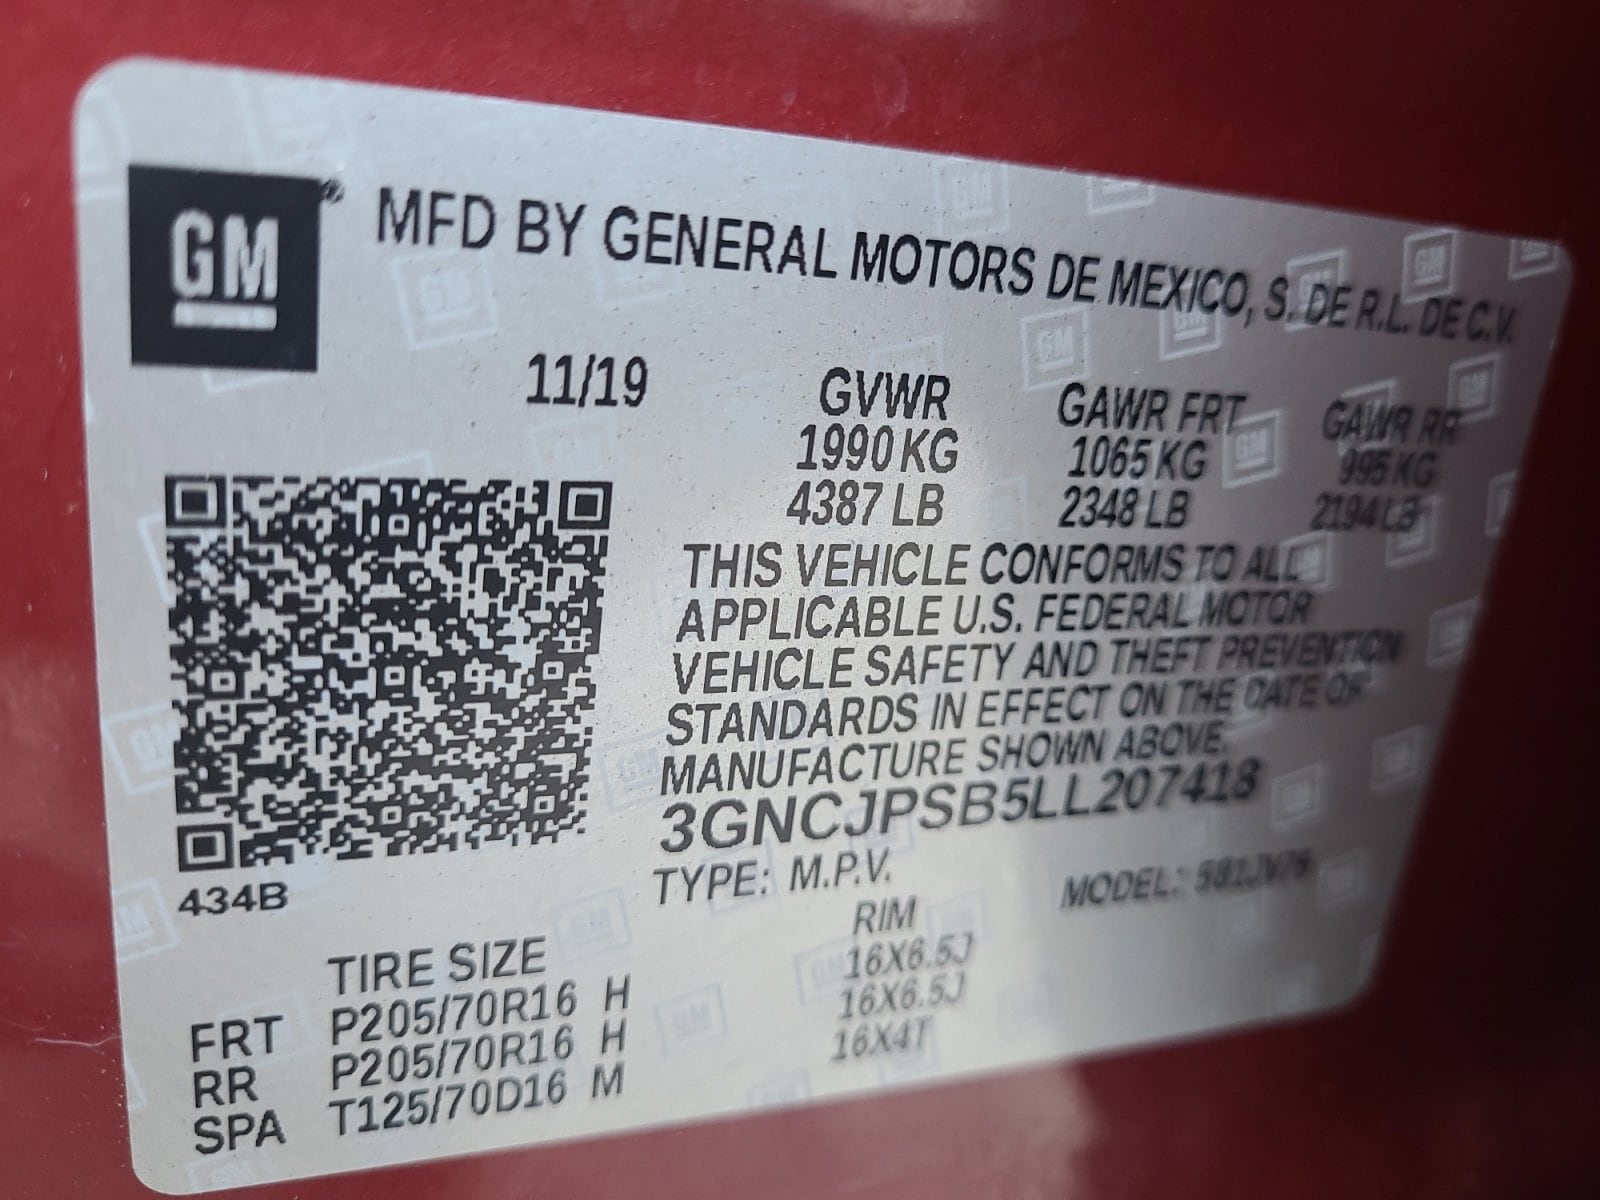 GM® MFD BY GENERAL MOTORS DE MEXICO, S. DE R.L. DE C.V.
11/19 GVWR GAWR FRT GAWR RR
1990 KG 1065 KG 995 KG
4387 LB 2348 LB 2194 LB
THIS VEHICLE CONFORMS TO ALL
APPLICABLE U.S. FEDERAL MOTOR
VEHICLE SAFETY AND THEFT PREVENTION
STANDARDS IN EFFECT ON THE DATE OF
MANUFACTURE SHOWN ABOVE.
3GNCJPSB5LL207418
434B
TYPE: M.P.V. MODEL:
TIRE SIZE RIM
FRT P205/70R16 H 16X6.5J
RR P205/70R16 H 16X6.5J
SPA T125/70D16 M 16X4T